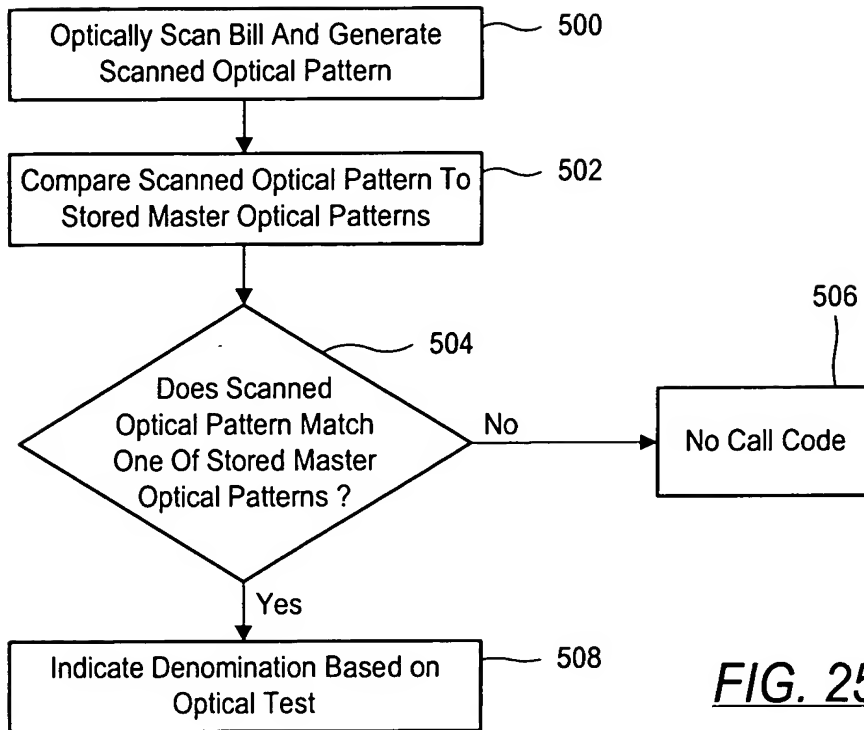 Optically Scan Bill And Generate
Scanned Optical Pattern
500
Compare Scanned Optical Pattern To
Stored Master Optical Patterns
502
504
Does Scanned
Optical Pattern Match
One Of Stored Master
Optical Patterns ?
No
506
No Call Code
Yes
Indicate Denomination Based on
Optical Test
508
FIG. 25